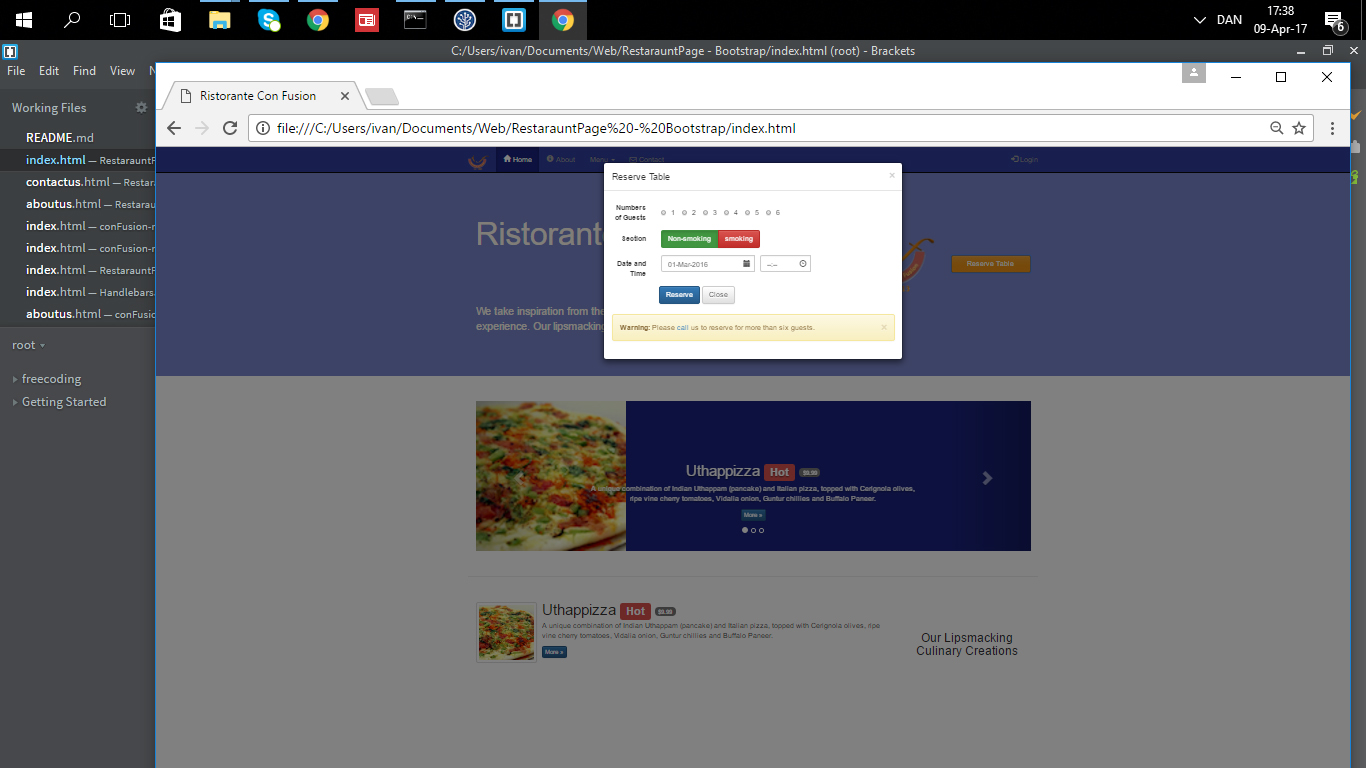 17:38
DAN
09-Apr-17
6
C:/Users/ivan/Documents/Web/RestarauntPage - Bootstrap/index.html (root) - Brackets
File Edit Find View N
Working Files
README.md
index.html — RestarauntP
contactus.html — Restar
aboutus.html — Restarau
index.html — conFusion-r
index.html — conFusion-r
index.html — RestarauntP
index.html — Handlebars
aboutus.html — conFusio
root
freecoding
Getting Started
Ristorante Con Fusion
file:///C:/Users/ivan/Documents/Web/RestarauntPage%20-%20Bootstrap/index.html
Home About Menu Contact Login
Reserve Table ×
Numbers of Guests
1 2 3 4 5 6
Section Non-smoking smoking
Date and Time
01-Mar-2016 --:--
Reserve Close
Warning: Please call us to reserve for more than six guests. ×
Ristorante
Reserve Table
We take inspiration from the
experience. Our lipsmacking
Uthappizza Hot $9.99
A unique combination of Indian Uthappam (pancake) and Italian pizza, topped with Cerignola olives,
ripe vine cherry tomatoes, Vidalia onion, Guntur chillies and Buffalo Paneer.
More »
Uthappizza Hot $9.99
A unique combination of Indian Uthappam (pancake) and Italian pizza, topped with Cerignola olives, ripe
vine cherry tomatoes, Vidalia onion, Guntur chillies and Buffalo Paneer.
More »
Our Lipsmacking
Culinary Creations